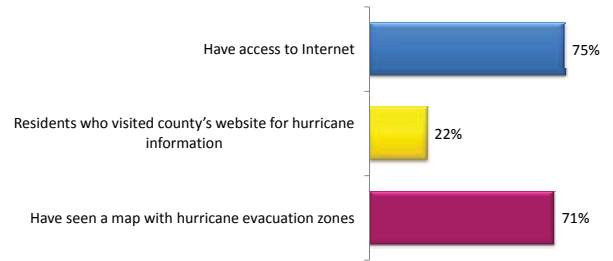 Have access to Internet
75%
Residents who visited county's website for hurricane
information
22%
Have seen a map with hurricane evacuation zones
71%